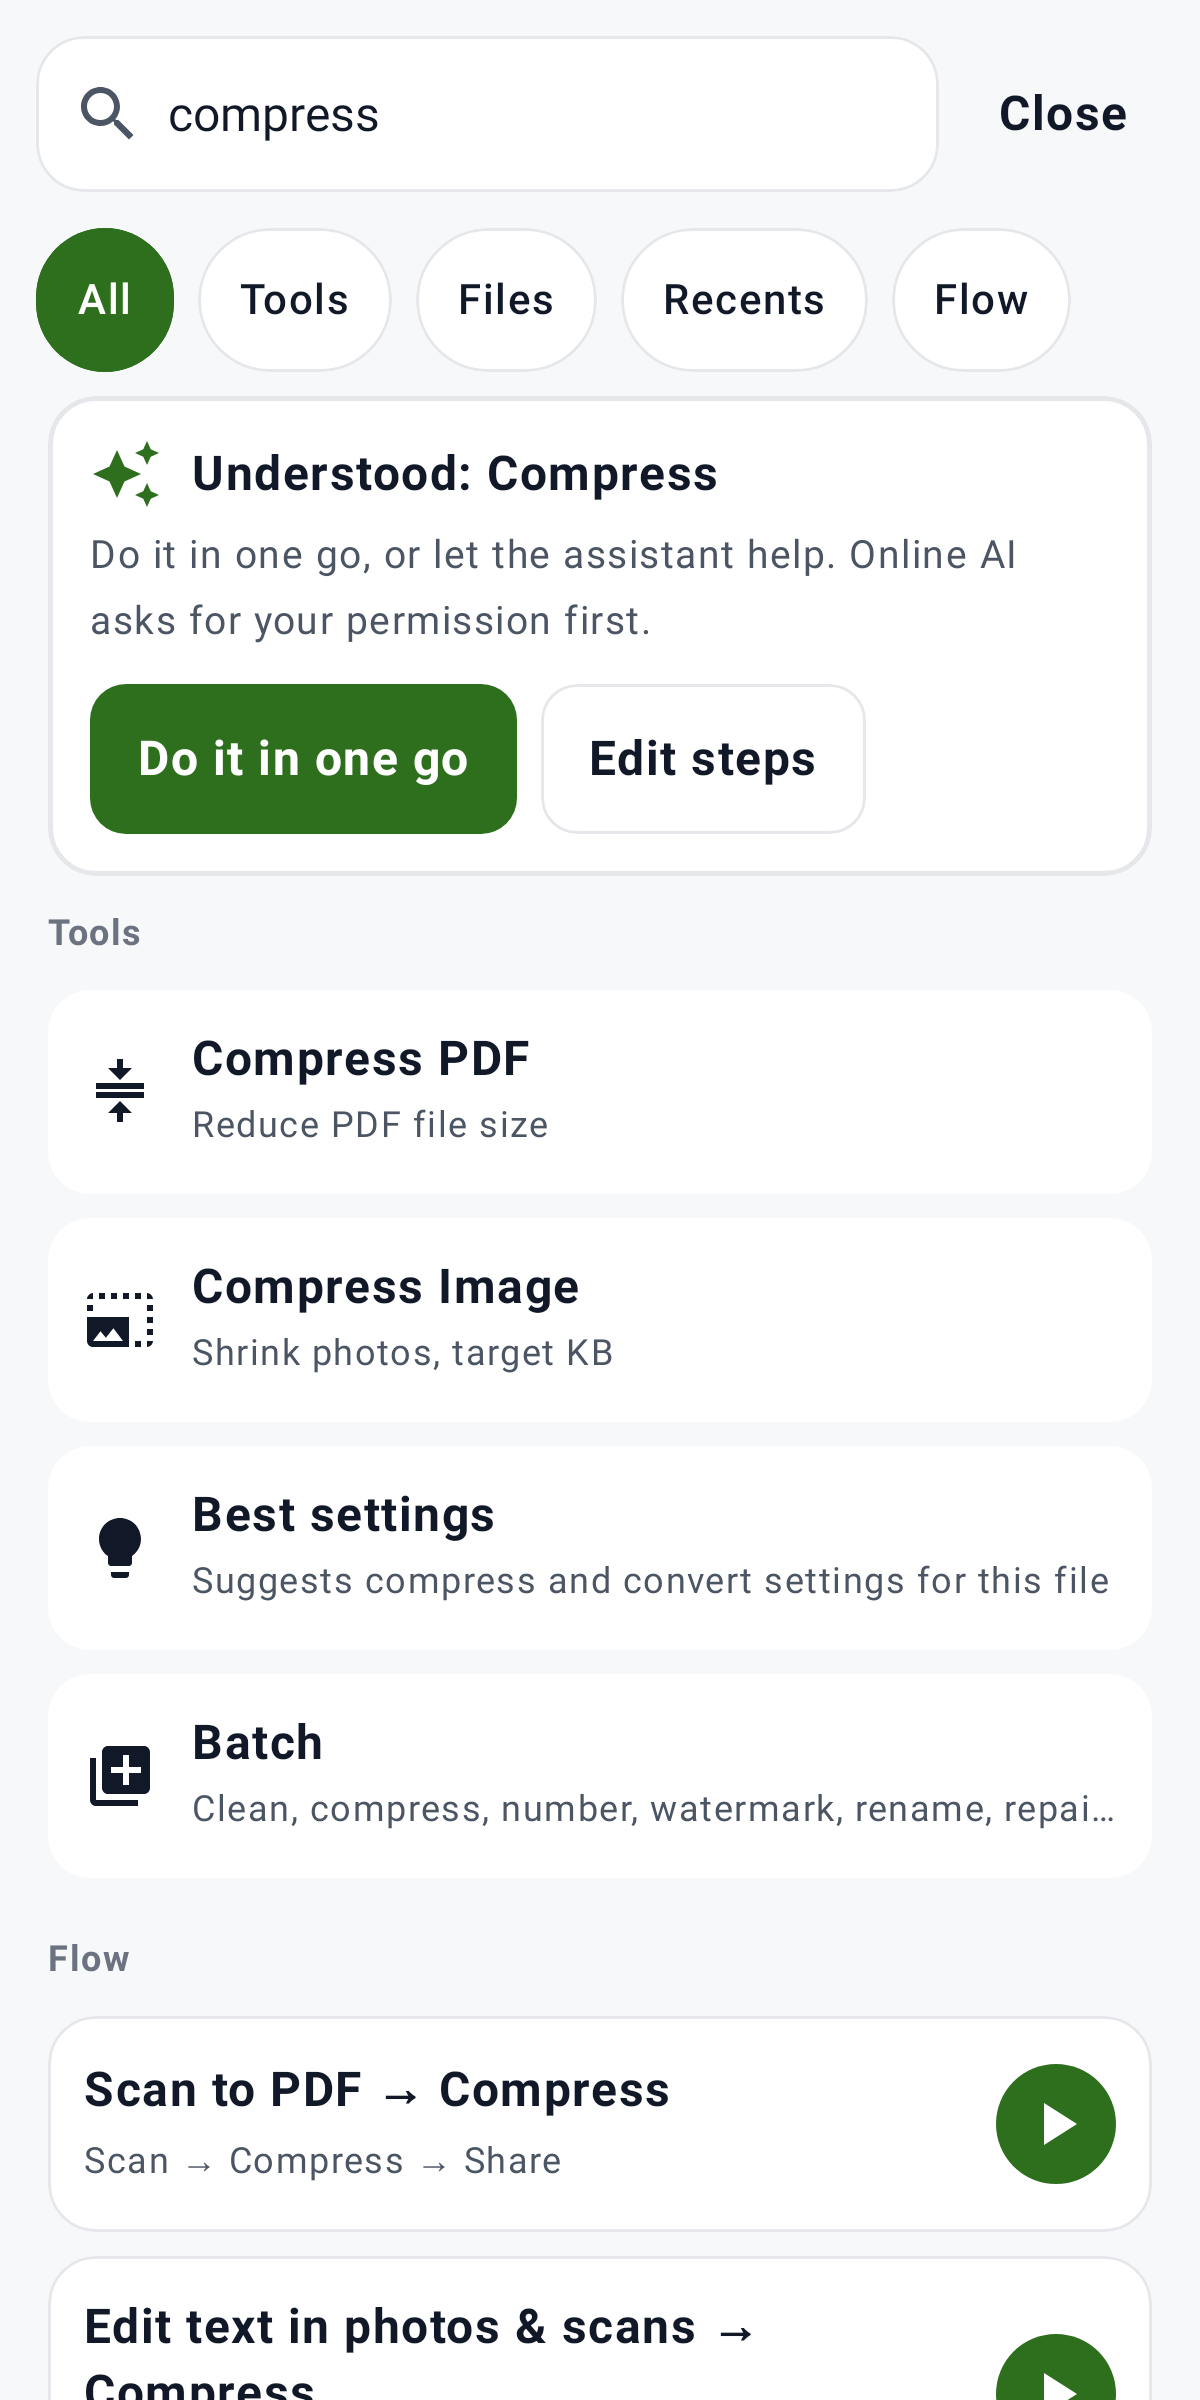 compress
Close
All
Tools
Files
Recents
Flow
Understood: Compress
Do it in one go, or let the assistant help. Online AI
asks for your permission first.
Do it in one go
Edit steps
Tools
Compress PDF
Reduce PDF file size
Compress Image
Shrink photos, target KB
Best settings
Suggests compress and convert settings for this file
Batch
Clean, compress, number, watermark, rename, repai…
Flow
Scan to PDF → Compress
Scan → Compress → Share
Edit text in photos & scans →
Compress